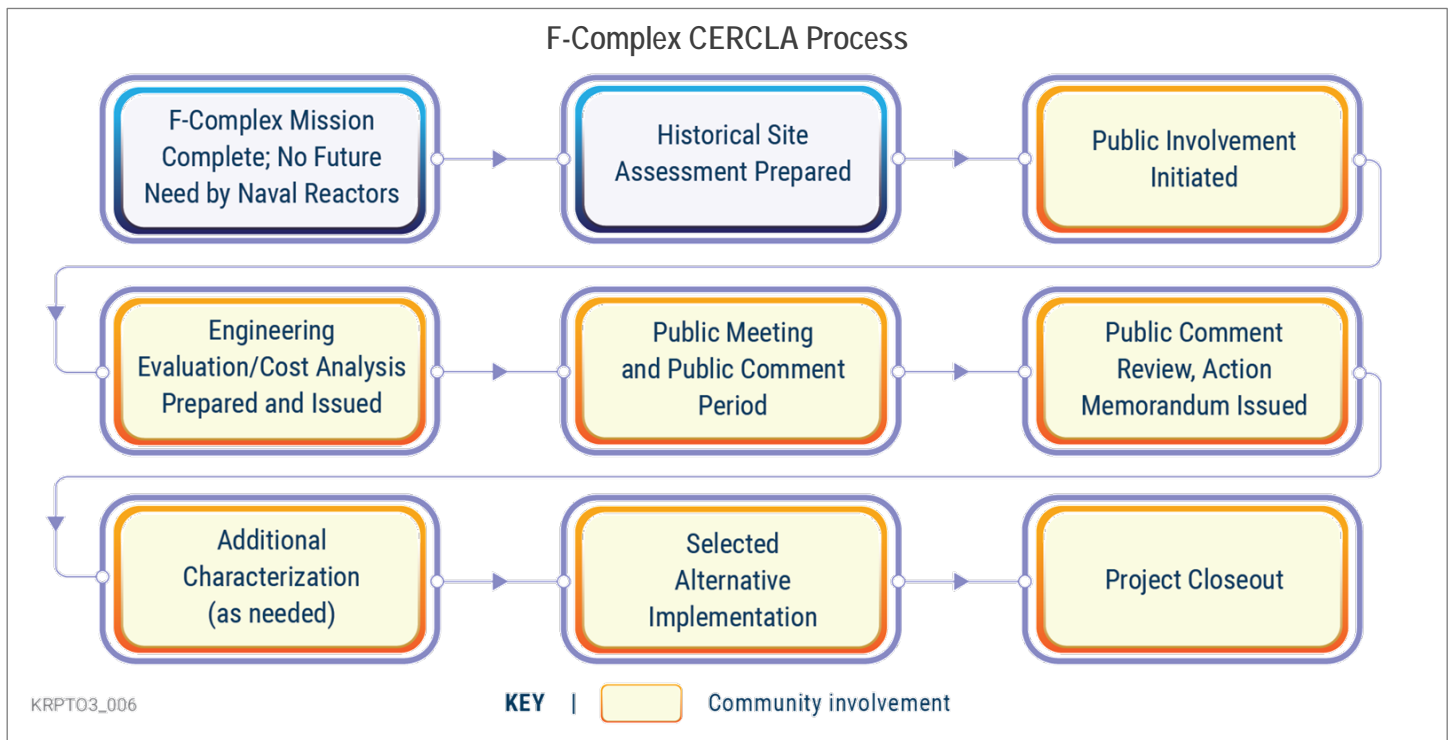 F-Complex CERCLA Process
F-Complex Mission
Complete; No Future
Need by Naval Reactors
Historical Site
Assessment Prepared
Public Involvement
Initiated
Engineering
Evaluation/Cost Analysis
Prepared and Issued
Public Meeting
and Public Comment
Period
Public Comment
Review, Action
Memorandum Issued
Additional
Characterization
(as needed)
Selected
Alternative
Implementation
Project Closeout
KRPTO3_006
KEY | Community involvement